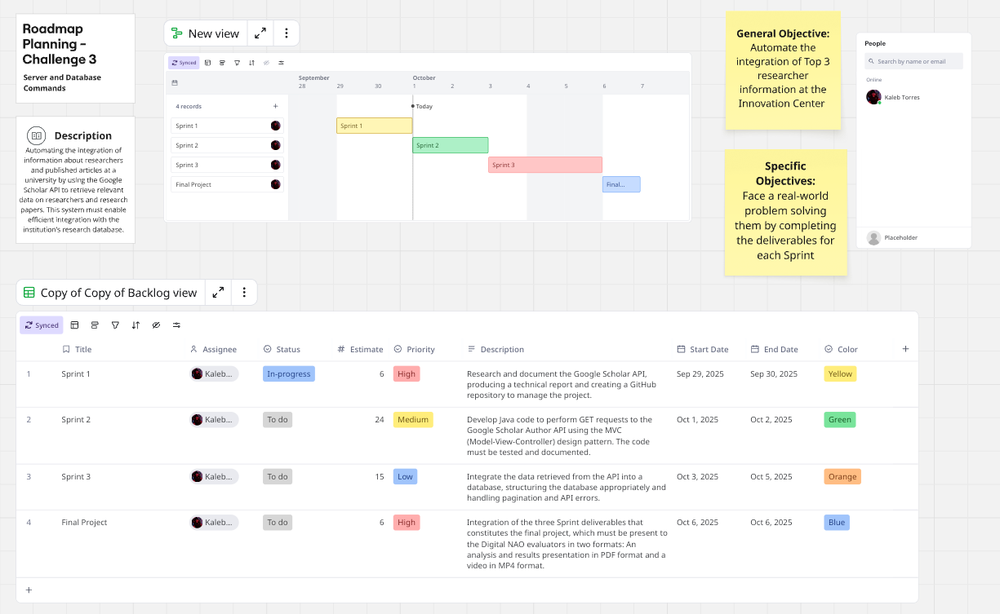 Roadmap
Planning –
Challenge 3
Server and Database
Commands
Description
Automating the integration of
information about researchers
and published articles at a
university by using the Google
Scholar API to retrieve relevant
data on researchers and research
papers. This system must enable
efficient integration with the
institution's research database.
New view
Synced
September
October
28 29 30 1 2 3 4 5 6 7
4 records +
Today
Sprint 1
Sprint 1
Sprint 2
Sprint 2
Sprint 3
Sprint 3
Final Project
Final...
General Objective:
Automate the
integration of Top 3
researcher
information at the
Innovation Center
Specific
Objectives:
Face a real-world
problem solving
them by completing
the deliverables for
each Sprint
People
Search by name or email
Online
Kaleb Torres
Placeholder
Copy of Copy of Backlog view
Synced
Title Assignee Status # Estimate Priority Description Start Date End Date Color +
1 Sprint 1 Kaleb... In-progress 6 High Research and document the Google Scholar API, Sep 29, 2025 Sep 30, 2025 Yellow
producing a technical report and creating a GitHub
repository to manage the project.
2 Sprint 2 Kaleb... To do 24 Medium Develop Java code to perform GET requests to the Oct 1, 2025 Oct 2, 2025 Green
Google Scholar Author API using the MVC
(Model-View-Controller) design pattern. The code
must be tested and documented.
3 Sprint 3 Kaleb... To do 15 Low Integrate the data retrieved from the API into a Oct 3, 2025 Oct 5, 2025 Orange
database, structuring the database appropriately and
handling pagination and API errors.
4 Final Project Kaleb... To do 6 High Integration of the three Sprint deliverables that Oct 6, 2025 Oct 6, 2025 Blue
constitutes the final project, which must be present to
the Digital NAO evaluators in two formats: An
analysis and results presentation in PDF format and a
video in MP4 format.
+